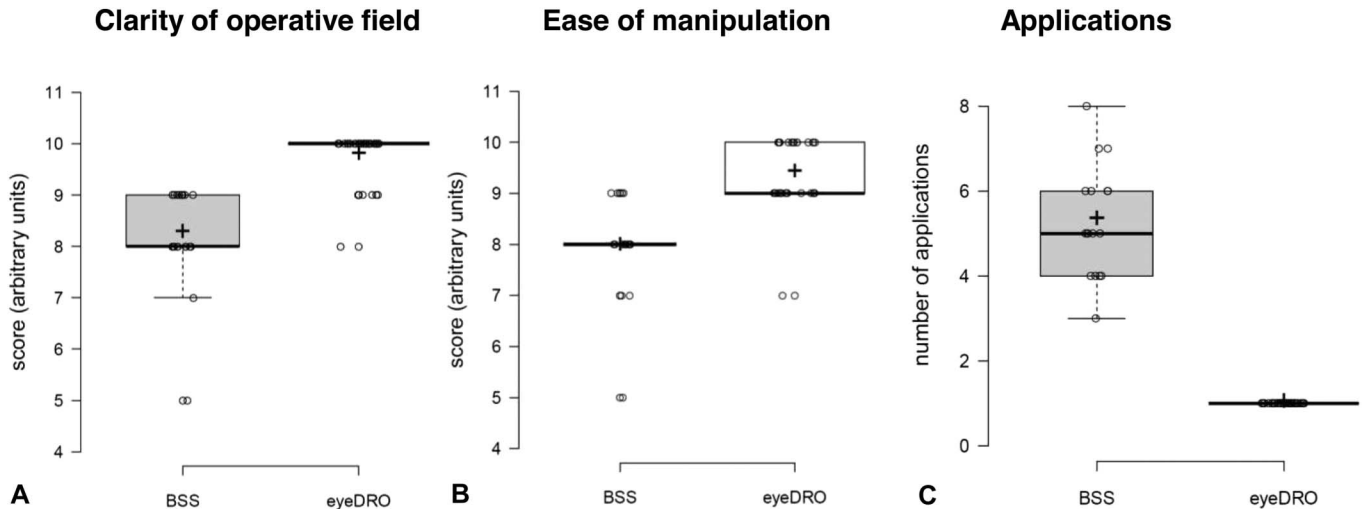 Clarity of operative field
Ease of manipulation
Applications
score (arbitrary units)
11
10
9
8
7
6
5
4
BSS
eyeDRO
A
score (arbitrary units)
11
10
9
8
7
6
5
4
BSS
eyeDRO
B
number of applications
8
6
4
2
0
BSS
eyeDRO
C